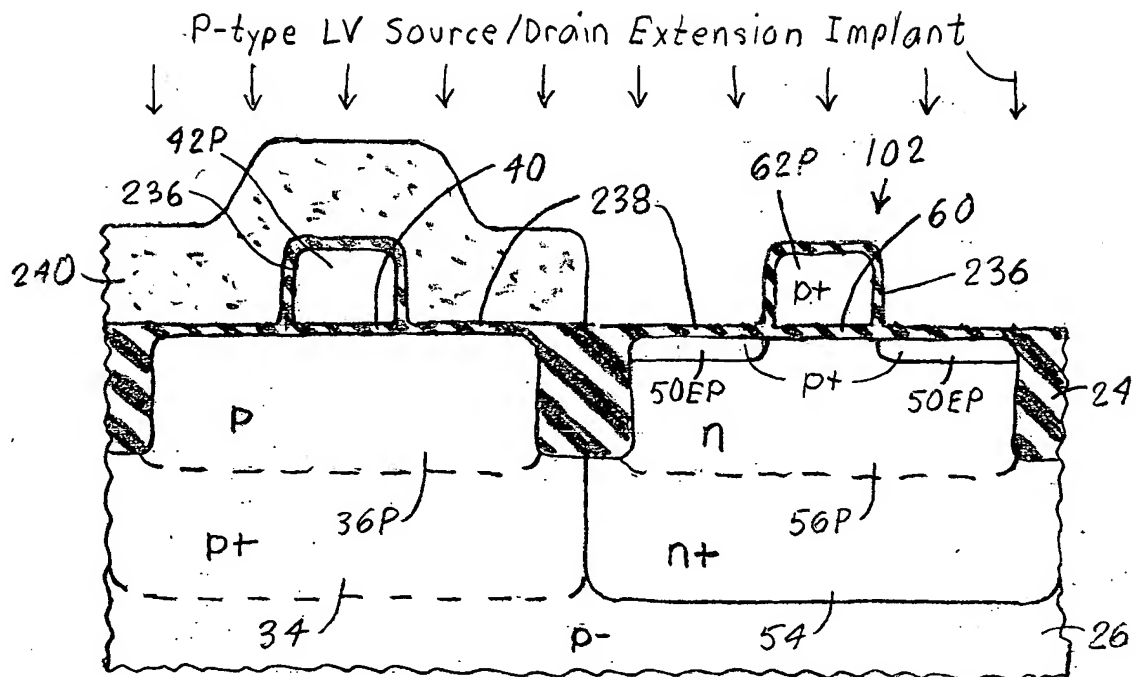 P-type LV Source/Drain Extension Implant
42P
236
40
238
62P
102
60
236
240
p+
50EP
p+
50EP
24
p
n
36P
56P
p+
n+
34
p-
54
26